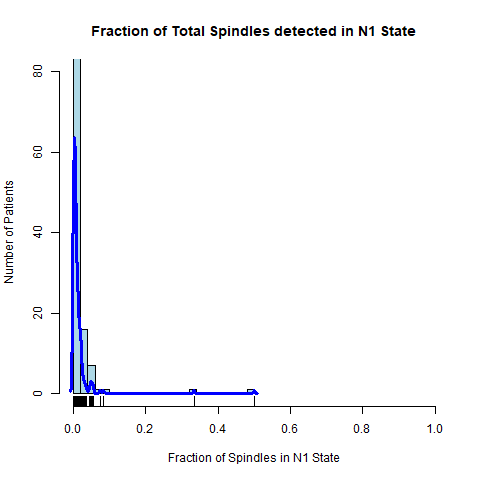 Fraction of Total Spindles detected in N1 State
80
60
40
20
0
Number of Patients
0.0 0.2 0.4 0.6 0.8 1.0
Fraction of Spindles in N1 State